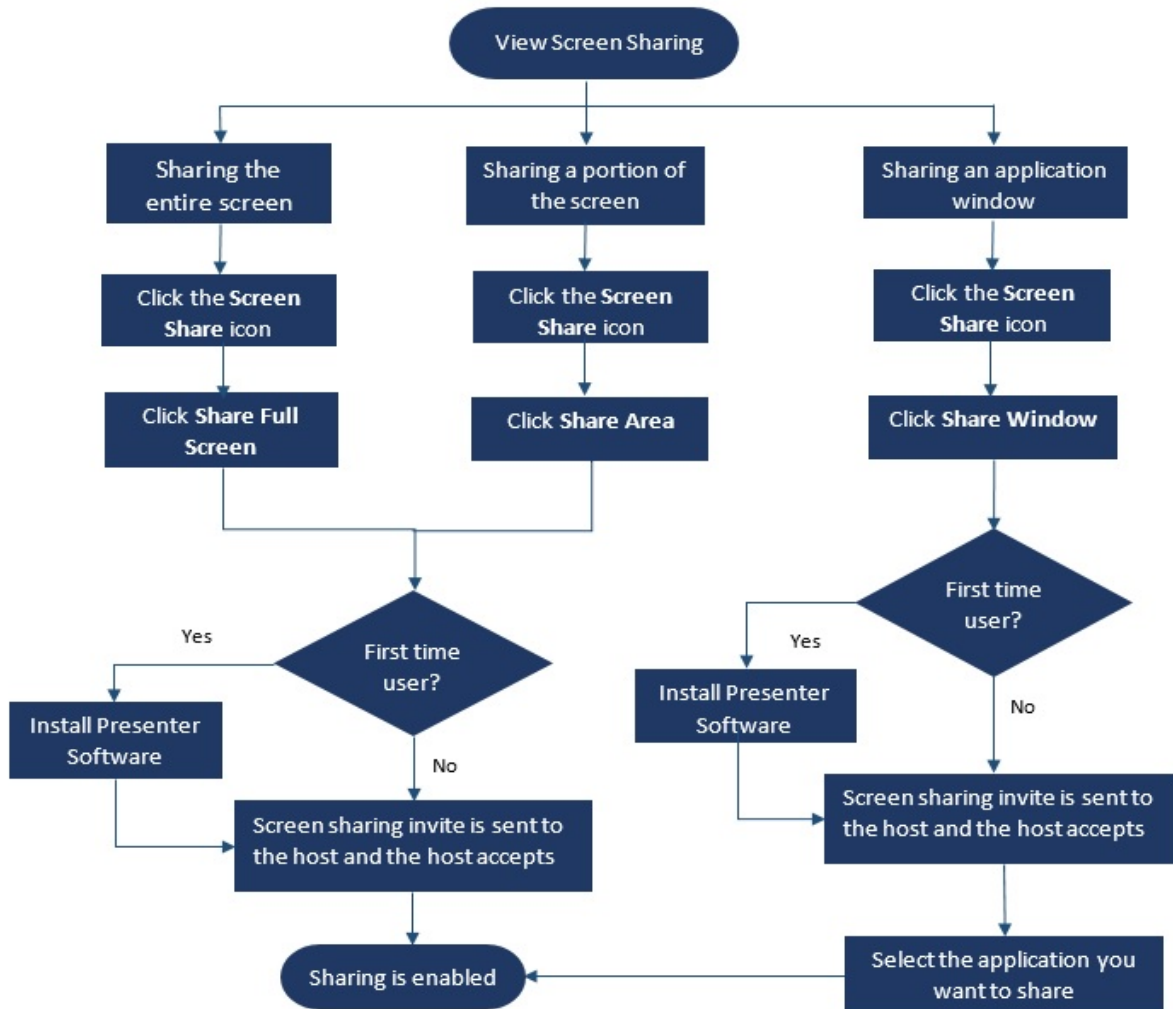 View Screen Sharing
Sharing the
entire screen
Sharing a portion of
the screen
Sharing an application
window
Click the Screen
Share icon
Click the Screen
Share icon
Click the Screen
Share icon
Click Share Full
Screen
Click Share Area
Click Share Window
First time
user?
Yes
No
Install Presenter
Software
Screen sharing invite is sent to
the host and the host accepts
First time
user?
Yes
No
Install Presenter
Software
Screen sharing invite is sent to
the host and the host accepts
Select the application you
want to share
Sharing is enabled